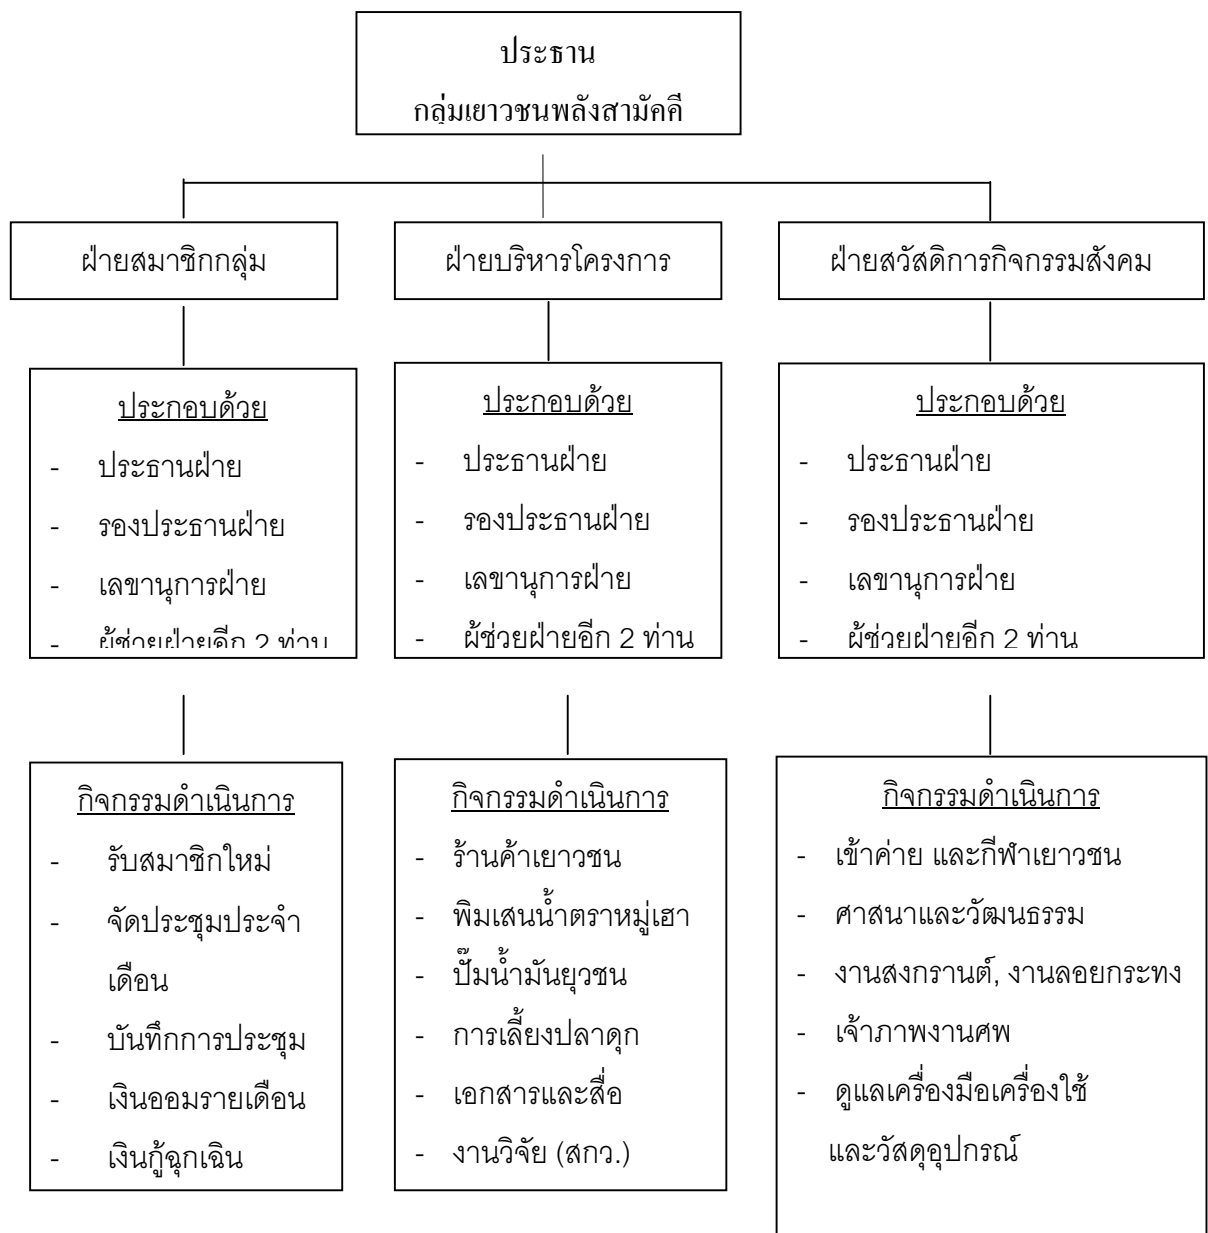 ประธาน
กลุ่มเยาวชนพลังสามัคคี
ฝ่ายสมาชิกกลุ่ม
ฝ่ายบริหารโครงการ
ฝ่ายสวัสดิการกิจกรรมสังคม
ประกอบด้วย
- ประธานฝ่าย
- รองประธานฝ่าย
- เลขานุการฝ่าย
- ผู้ช่วยฝ่ายอีก 2 ท่าน
ประกอบด้วย
- ประธานฝ่าย
- รองประธานฝ่าย
- เลขานุการฝ่าย
- ผู้ช่วยฝ่ายอีก 2 ท่าน
ประกอบด้วย
- ประธานฝ่าย
- รองประธานฝ่าย
- เลขานุการฝ่าย
- ผู้ช่วยฝ่ายอีก 2 ท่าน
กิจกรรมดำเนินการ
- รับสมาชิกใหม่
- จัดประชุมประจำ
เดือน
- บันทึกการประชุม
- เงินออมรายเดือน
- เงินกู้ฉุกเฉิน
กิจกรรมดำเนินการ
- ร้านค้าเยาวชน
- พิมเสนน้ำตราหมู่เฮา
- ปั๊มน้ำมันยุวชน
- การเลี้ยงปลาดุก
- เอกสารและสื่อ
- งานวิจัย (สกว.)
กิจกรรมดำเนินการ
- เข้าค่าย และกีฬาเยาวชน
- ศาสนาและวัฒนธรรม
- งานสงกรานต์, งานลอยกระทง
- เจ้าภาพงานศพ
- ดูแลเครื่องมือเครื่องใช้
และวัสดุอุปกรณ์